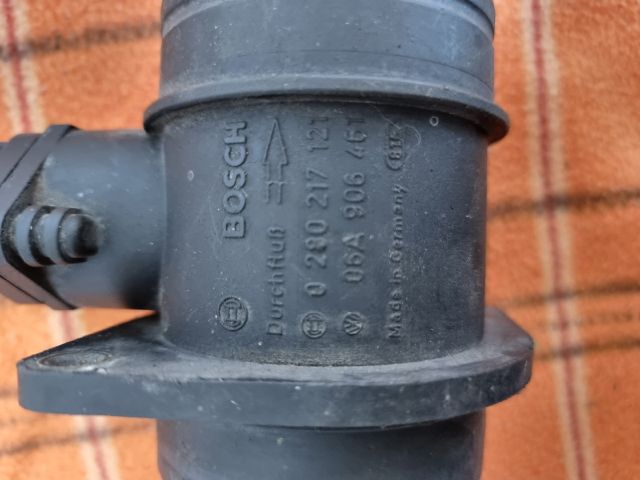 BOSCH
Durchfluß
0 280 217 121
06A 906 461
Made in Germany